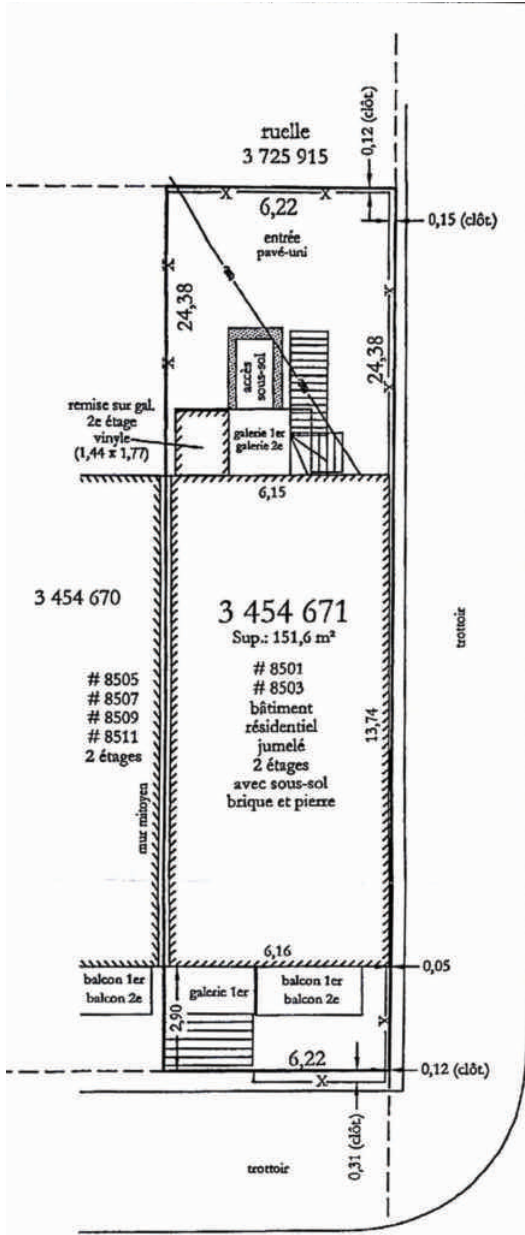 ruelle
3 725 915
0,12 (clôt.)
6,22
0,15 (clôt.)
entrée
pavé-uni
24,38
24,38
accès
sous-sol
remise sur gal.
2e étage
vinyle
(1,44 x 1,77)
galerie 1er
galerie 2e
6,15
3 454 670
3 454 671
Sup.: 151,6 m²
# 8501
# 8503
bâtiment
résidentiel
jumelé
2 étages
avec sous-sol
brique et pierre
# 8505
# 8507
# 8509
# 8511
2 étages
trottoir
13,74
mur mitoyen
6,16
0,05
balcon 1er
balcon 2e
galerie 1er
balcon 1er
balcon 2e
2,90
6,22
0,12 (clôt.)
0,31 (clôt.)
trottoir